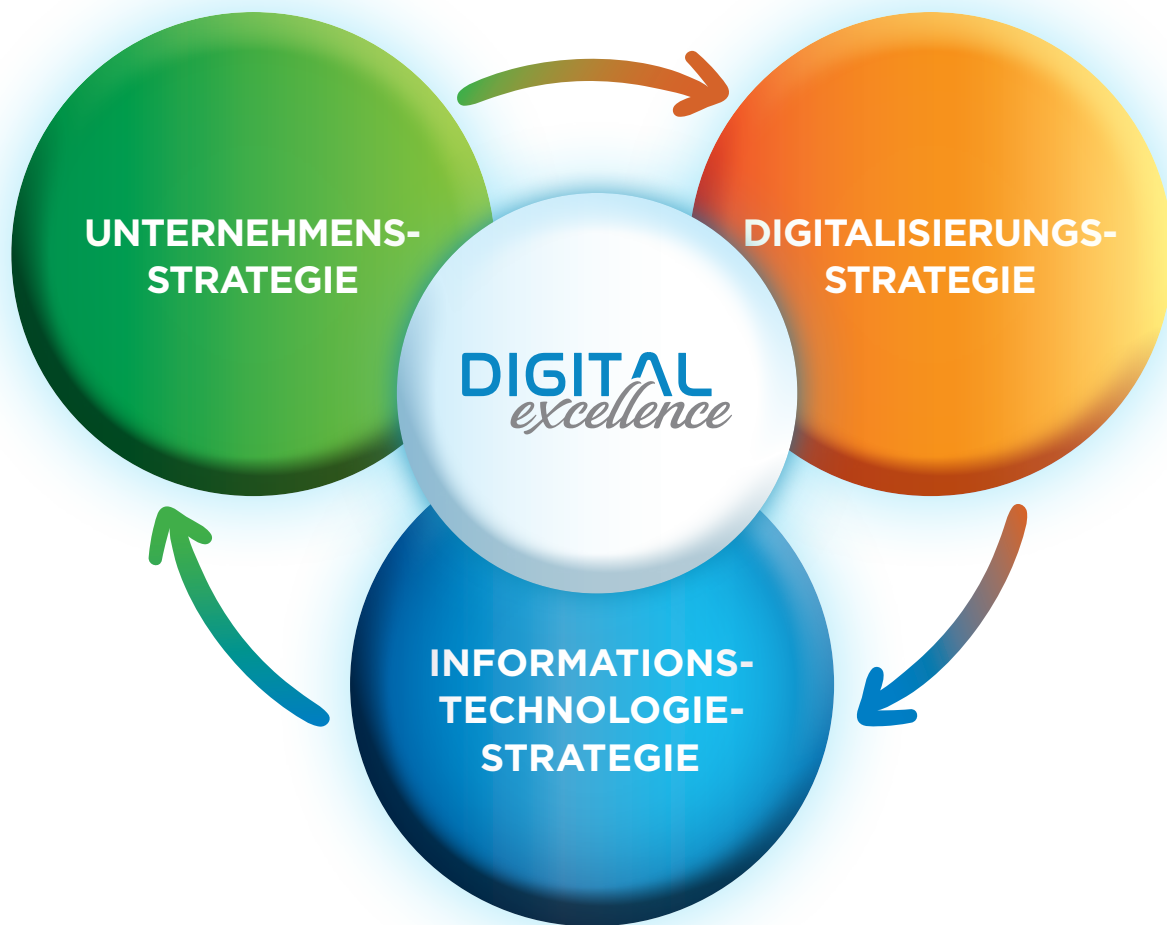 UNTERNEHMENS-
STRATEGIE
DIGITALISIERUNGS-
STRATEGIE
DIGITAL
excellence
INFORMATIONS-
TECHNOLOGIE-
STRATEGIE